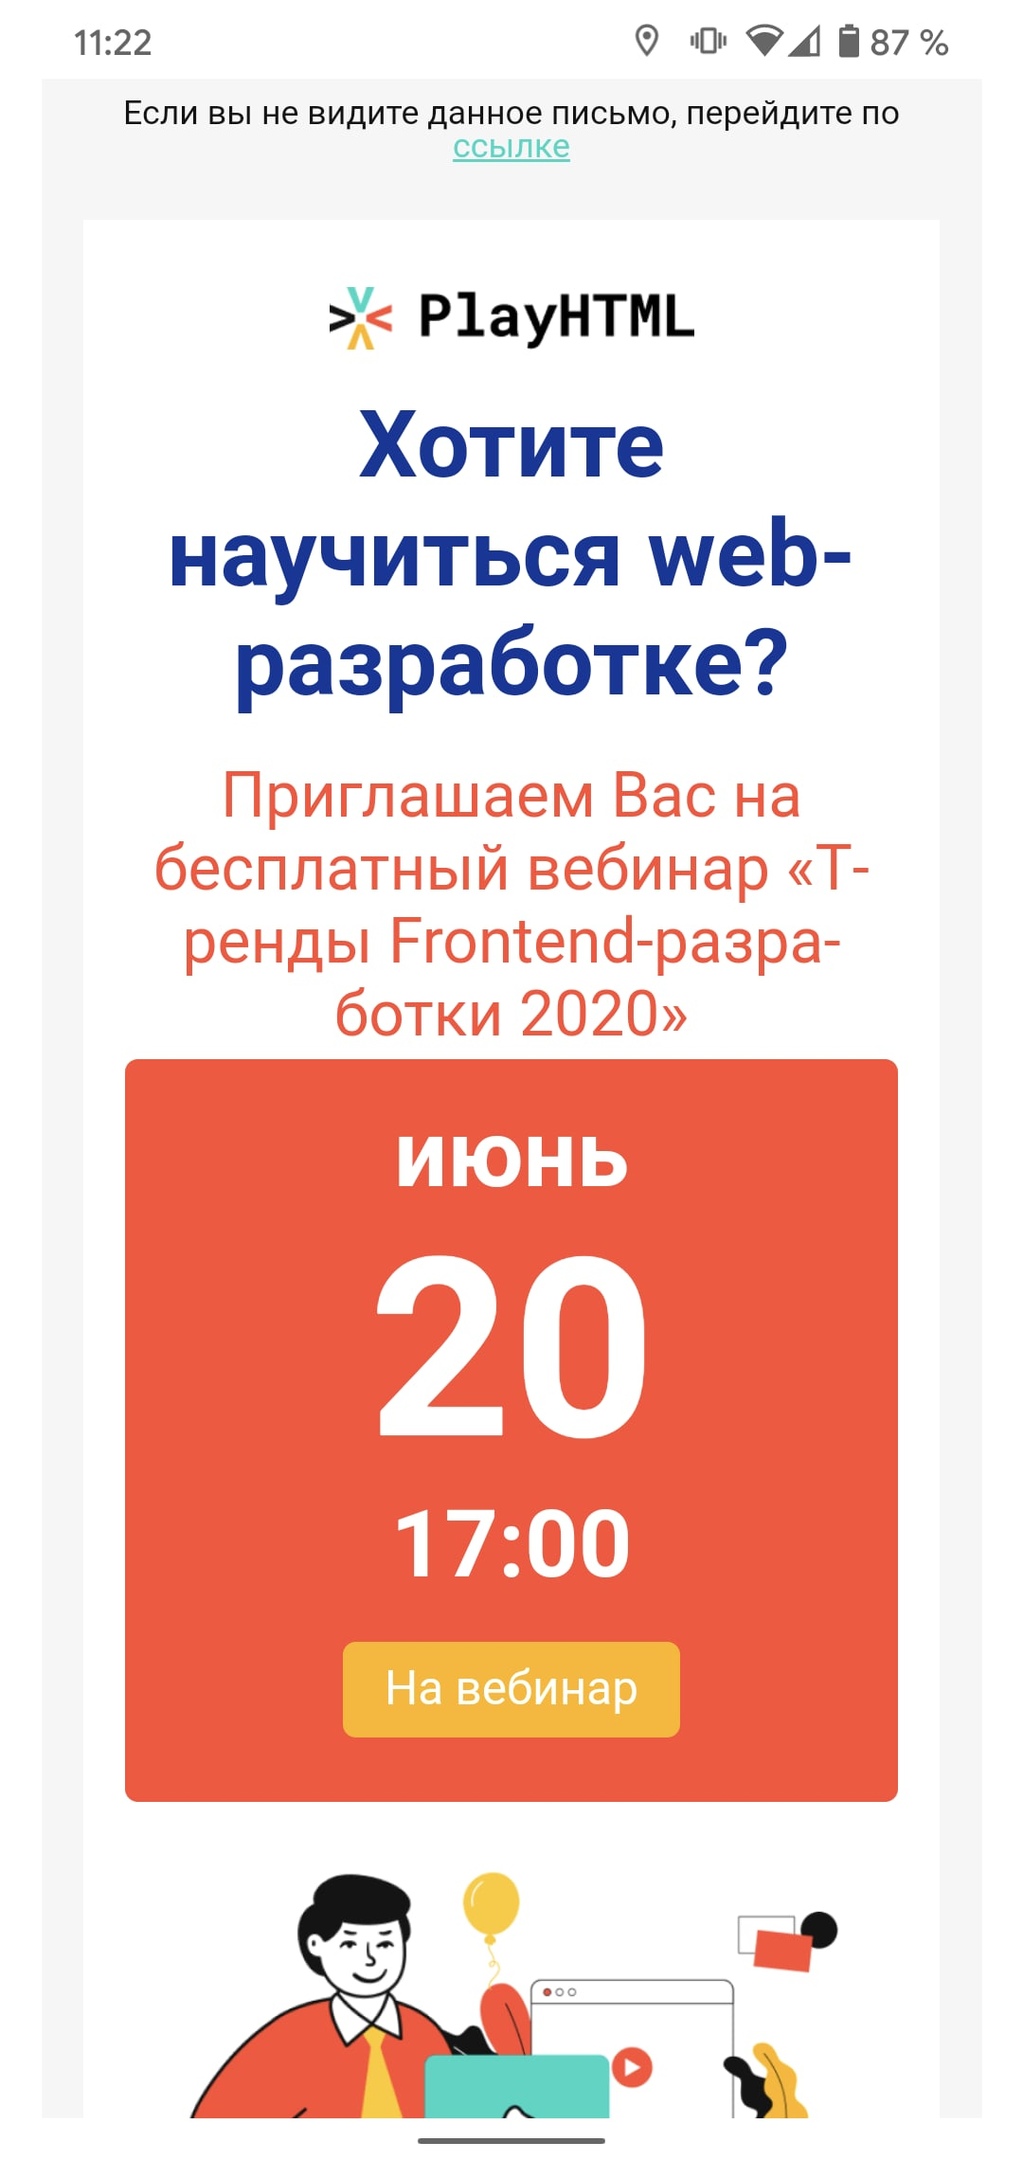 11:22
87 %
Если вы не видите данное письмо, перейдите по
ссылке
PlayHTML
Хотите
научиться web-
разработке?
Приглашаем Вас на
бесплатный вебинар «Т-
ренды Frontend-разра-
ботки 2020»
июнь
20
17:00
На вебинар